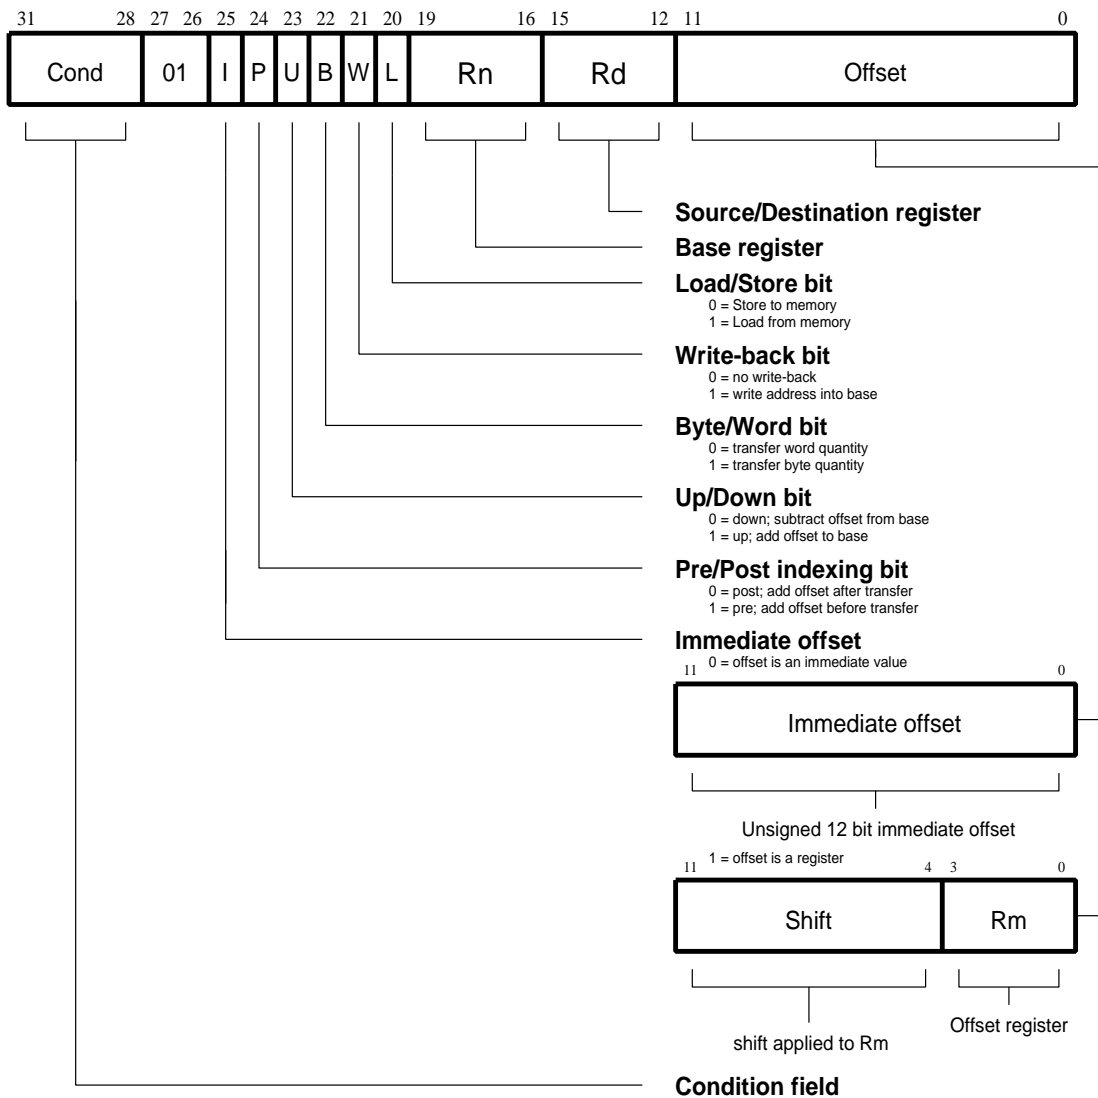 31 28 27 26 25 24 23 22 21 20 19 16 15 12 11 0
Cond 01 I P U B W L Rn Rd Offset
Source/Destination register
Base register
Load/Store bit
0 = Store to memory
1 = Load from memory
Write-back bit
0 = no write-back
1 = write address into base
Byte/Word bit
0 = transfer word quantity
1 = transfer byte quantity
Up/Down bit
0 = down; subtract offset from base
1 = up; add offset to base
Pre/Post indexing bit
0 = post; add offset after transfer
1 = pre; add offset before transfer
Immediate offset
0 = offset is an immediate value
11 0
Immediate offset
Unsigned 12 bit immediate offset
1 = offset is a register
11 4 3 0
Shift Rm
Offset register
shift applied to Rm
Condition field